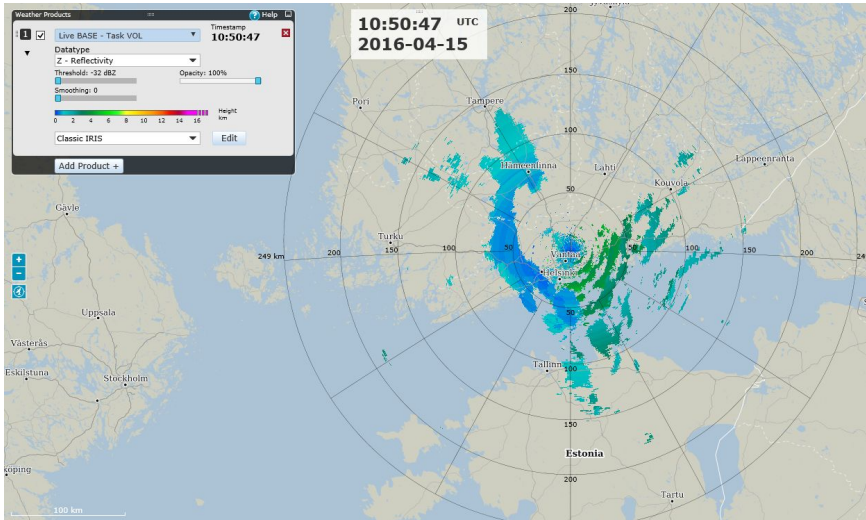 Weather Products
Help
1
Live BASE - Task VOL
Timestamp
10:50:47
Datatype
Z - Reflectivity
Threshold: -32 dBZ
Opacity: 100%
Smoothing: 0
Height
km
0 2 4 6 8 10 12 14 16
Classic IRIS
Edit
Add Product +
10:50:47 UTC
2016-04-15
200
150
100
50
Pori
Tampere
Hämeenlinna
Lahti
Kouvola
Lappeenranta
Gävle
Turku
249 km
200
150
100
50
50
100
150
200
Vantaa
Helsinki
+
−
Uppsala
Västerås
Eskilstuna
Stockholm
50
Tallinn
100
150
Estonia
200
Tartu
100 km